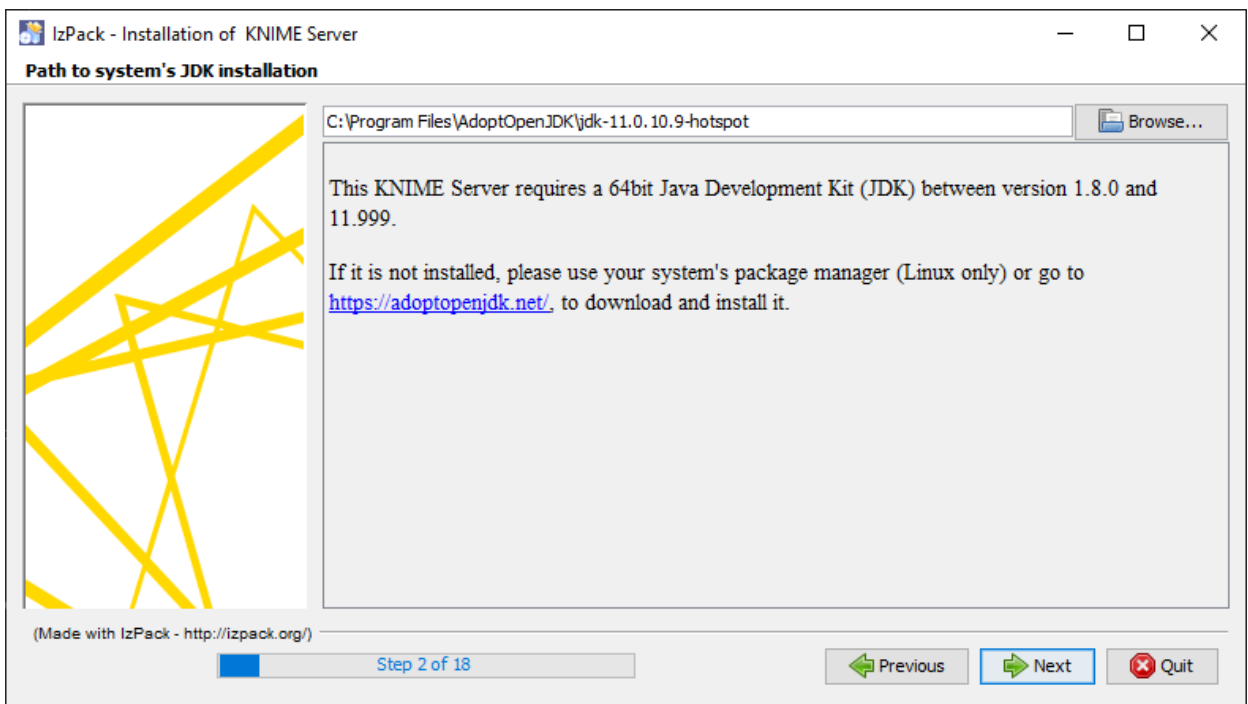 IzPack - Installation of  KNIME Server
Path to system's JDK installation
C:\Program Files\AdoptOpenJDK\jdk-11.0.10.9-hotspot
Browse...
This KNIME Server requires a 64bit Java Development Kit (JDK) between version 1.8.0 and
11.999.
If it is not installed, please use your system's package manager (Linux only) or go to
https://adoptopenjdk.net/, to download and install it.
(Made with IzPack - http://izpack.org/)
Step 2 of 18
Previous
Next
Quit